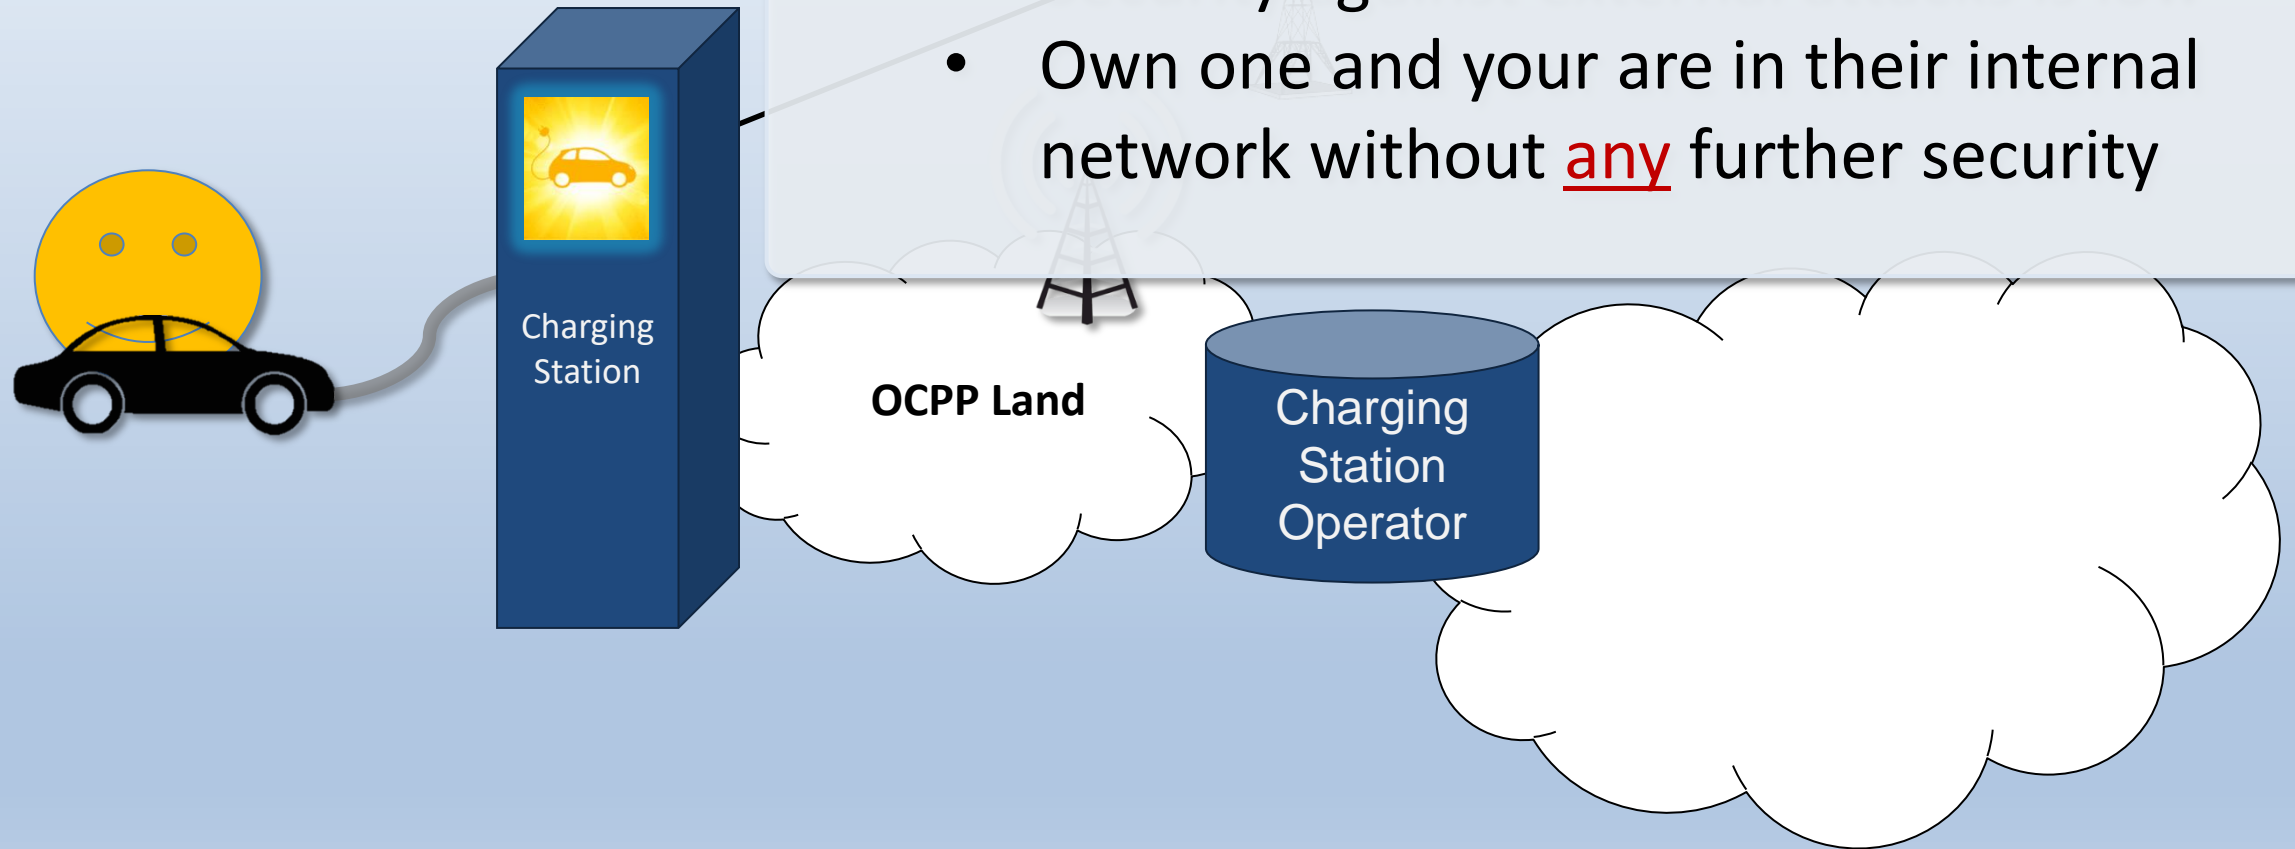 • Own one and your are in their internal
network without any further security
Charging
Station
OCPP Land
Charging
Station
Operator